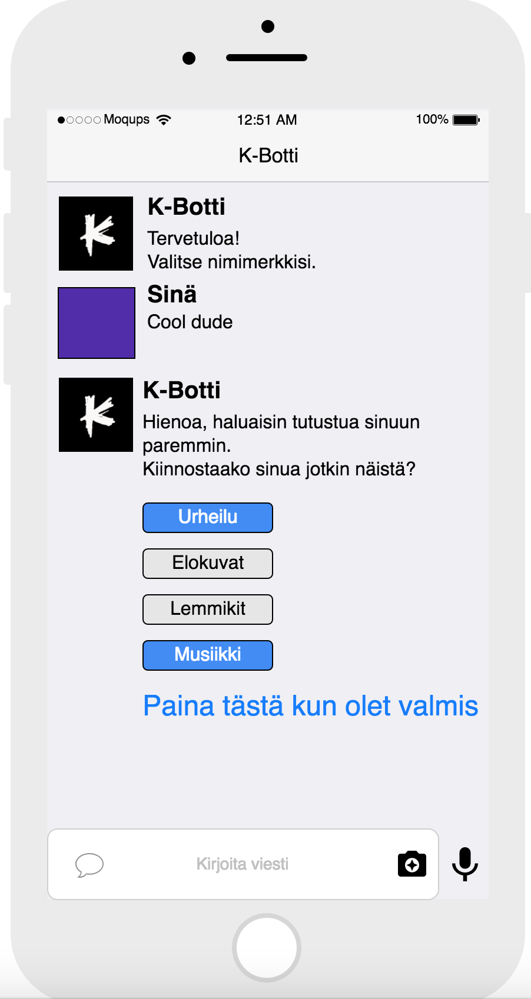 Moqups 12:51 AM 100%
K-Botti
K
K-Botti
Tervetuloa!
Valitse nimimerkkisi.
Sinä
Cool dude
K
K-Botti
Hienoa, haluaisin tutustua sinuun
paremmin.
Kiinnostaako sinua jotkin näistä?
Urheilu
Elokuvat
Lemmikit
Musiikki
Paina tästä kun olet valmis
Kirjoita viesti